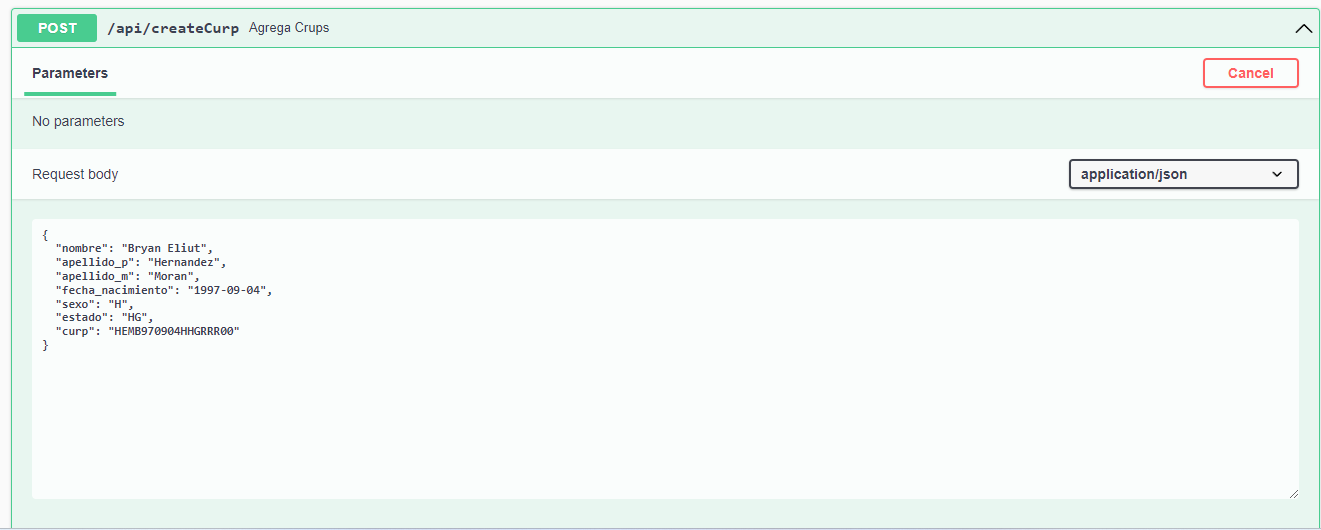 POST /api/createCurp Agrega Crups
Parameters Cancel
No parameters
Request body application/json
{
"nombre": "Bryan Eliut",
"apellido_p": "Hernandez",
"apellido_m": "Moran",
"fecha_nacimiento": "1997-09-04",
"sexo": "H",
"estado": "HG",
"curp": "HEMB970904HHGRRR00"
}